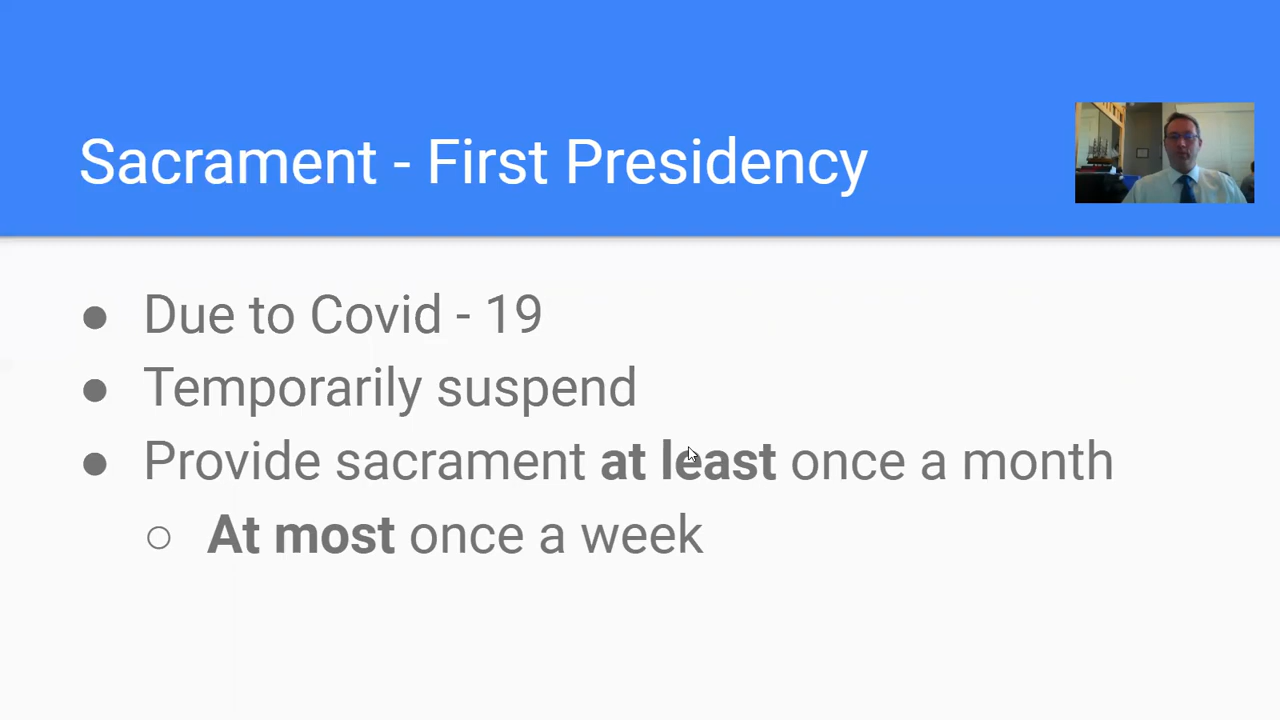 Sacrament - First Presidency
● Due to Covid - 19
● Temporarily suspend
● Provide sacrament at least once a month
○ At most once a week